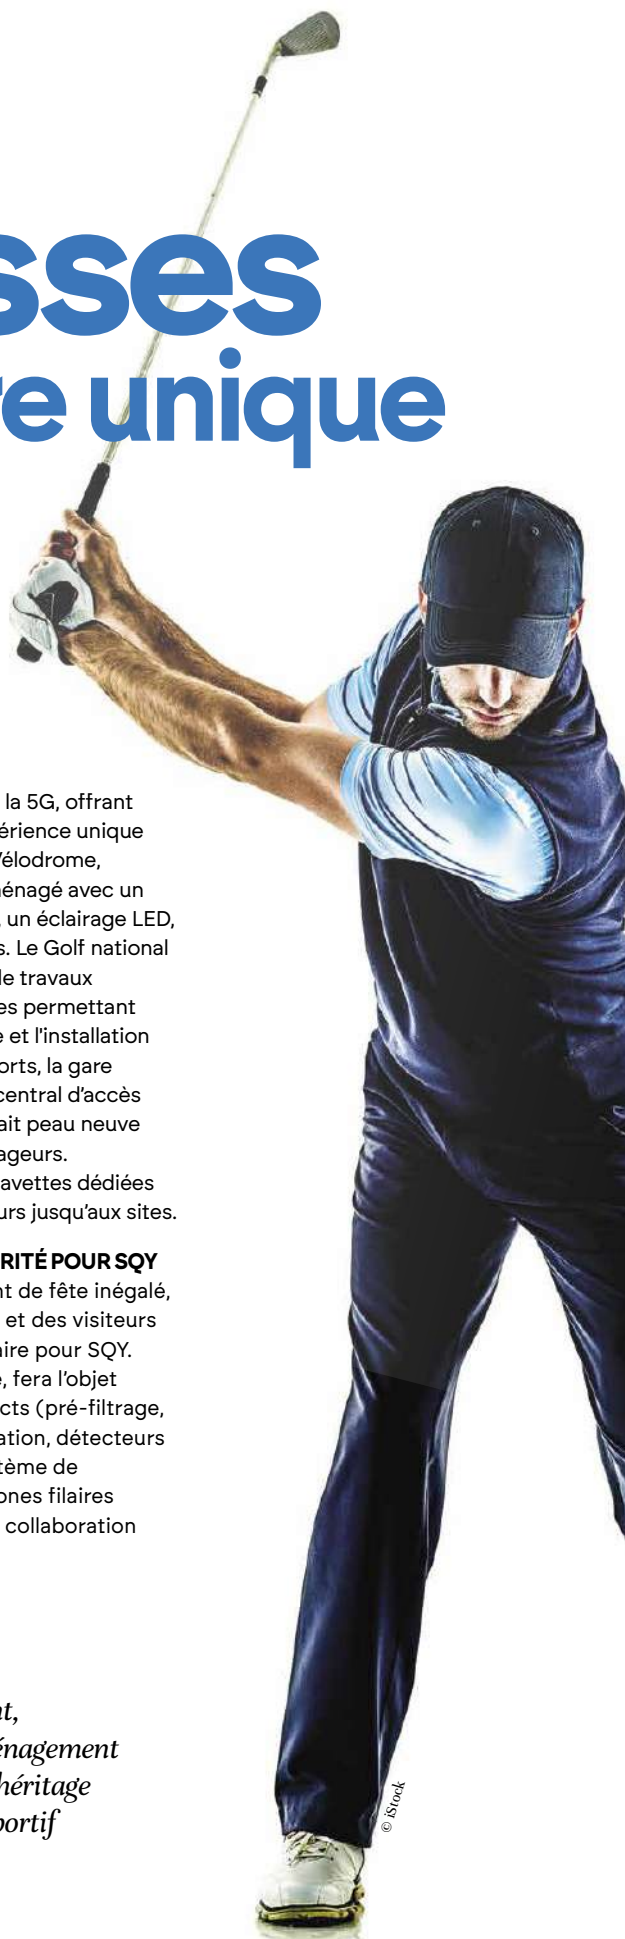 sses
e unique
la 5G, offrant
érience unique
Vélodrome,
énagé avec un
, un éclairage LED,
s. Le Golf national
de travaux
es permettant
e et l'installation
orts, la gare
central d'accès
ait peau neuve
ageurs.
avettes dédiées
urs jusqu'aux sites.
RITÉ POUR SQY
nt de fête inégalé,
et des visiteurs
aire pour SQY.
e, fera l'objet
cts (pré-filtrage,
ation, détecteurs
tème de
ones filaires
collaboration
nt,
énagement
héritage
portif
© iStock